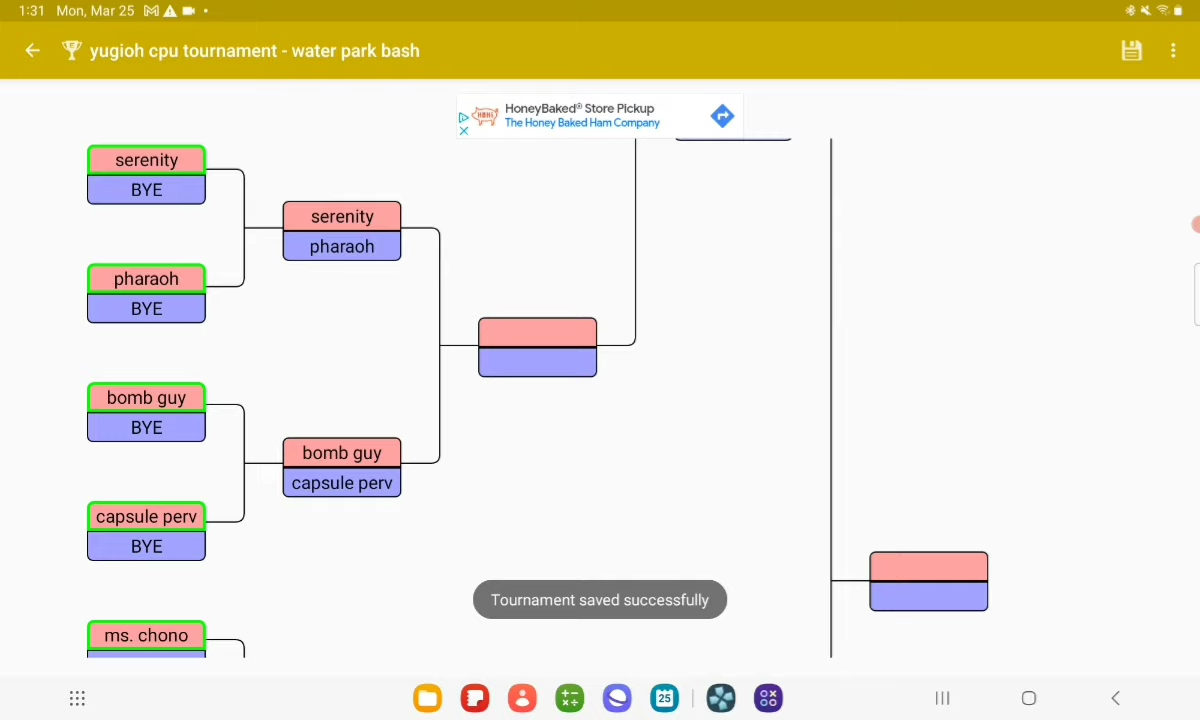 1:31 Mon, Mar 25
yugioh cpu tournament - water park bash
HoneyBaked® Store Pickup
The Honey Baked Ham Company
serenity
BYE
serenity
pharaoh
pharaoh
BYE
bomb guy
BYE
bomb guy
capsule perv
capsule perv
BYE
Tournament saved successfully
ms. chono
25